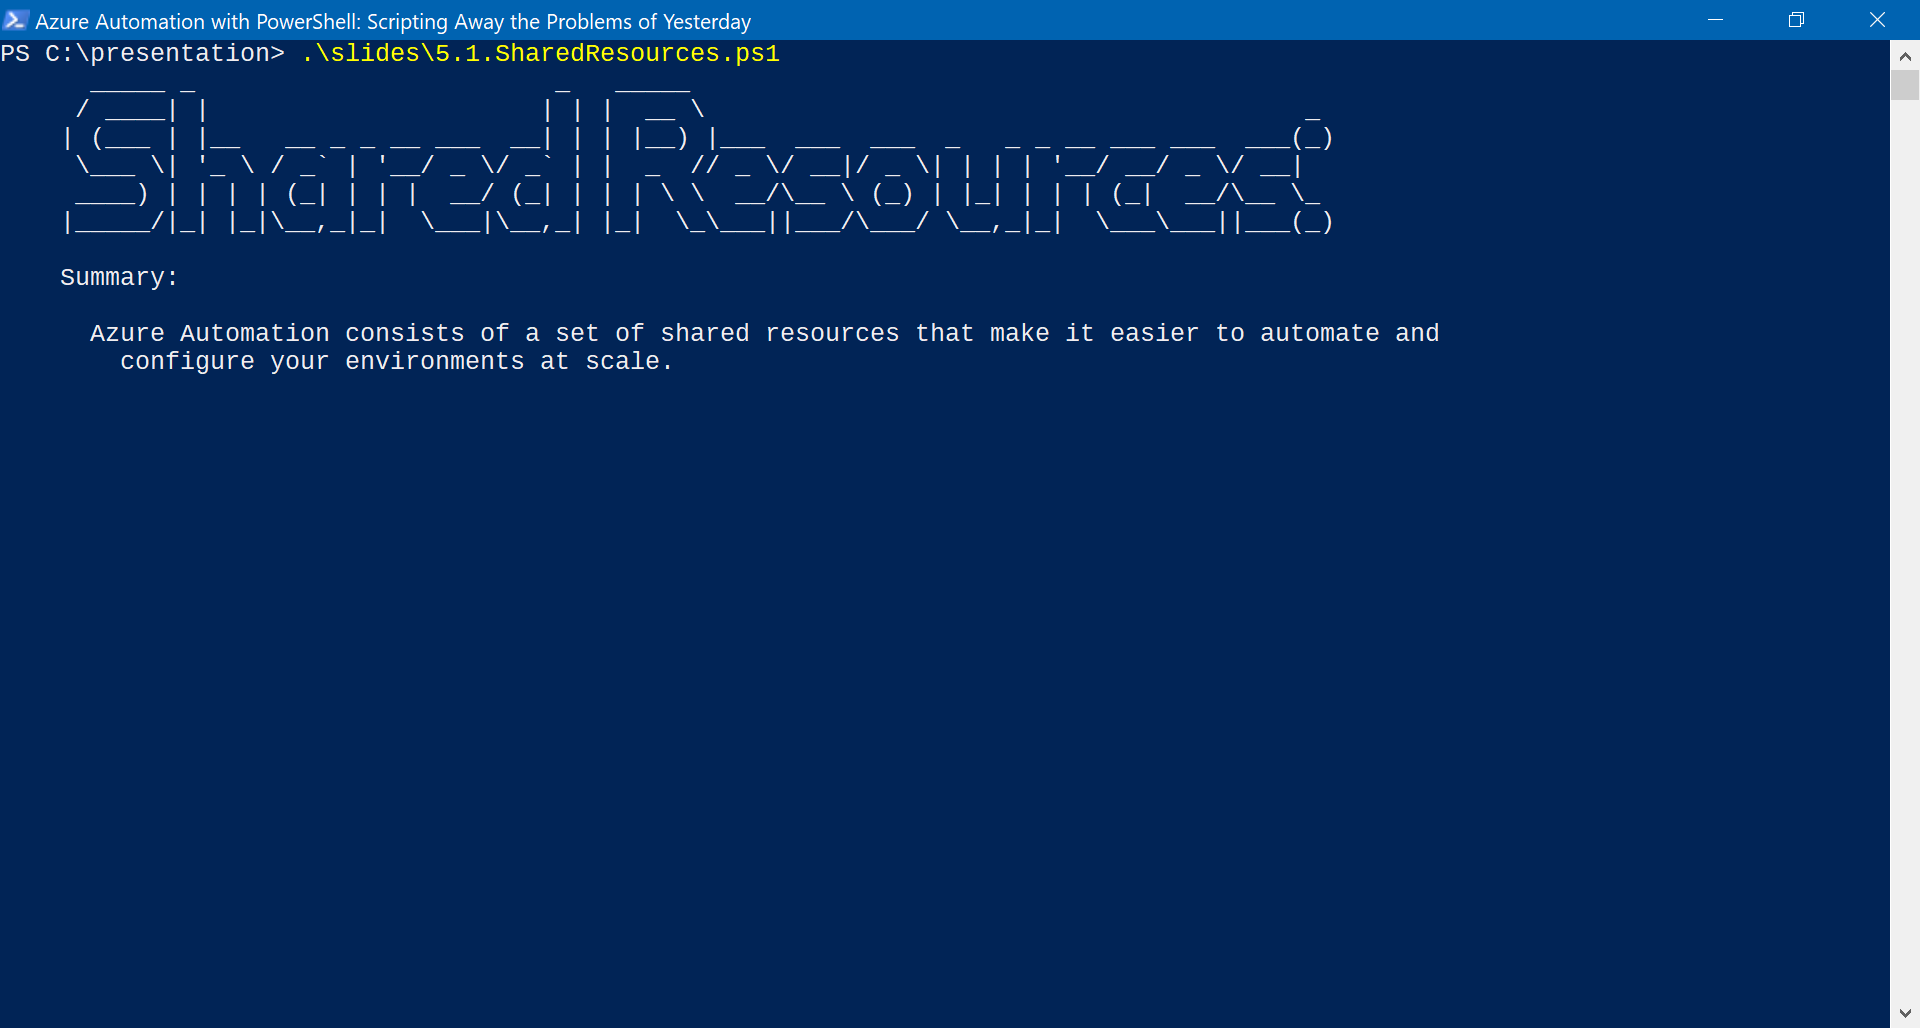 Azure Automation with PowerShell: Scripting Away the Problems of Yesterday
PS C:\presentation> .\slides\5.1.SharedResources.ps1
Shared Resources:
Summary:
Azure Automation consists of a set of shared resources that make it easier to automate and
configure your environments at scale.